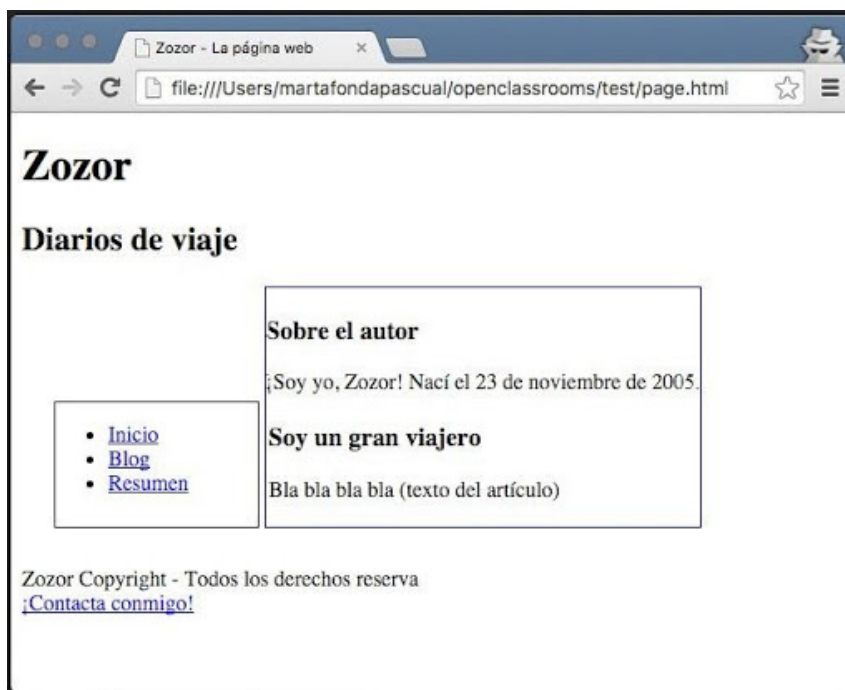 Zozor - La página web
file:///Users/martafondapascual/openclassrooms/test/page.html
Zozor
Diarios de viaje
Sobre el autor
¡Soy yo, Zozor! Nací el 23 de noviembre de 2005.
Inicio
Blog
Resumen
Soy un gran viajero
Bla bla bla bla (texto del artículo)
Zozor Copyright - Todos los derechos reserva
¡Contacta conmigo!